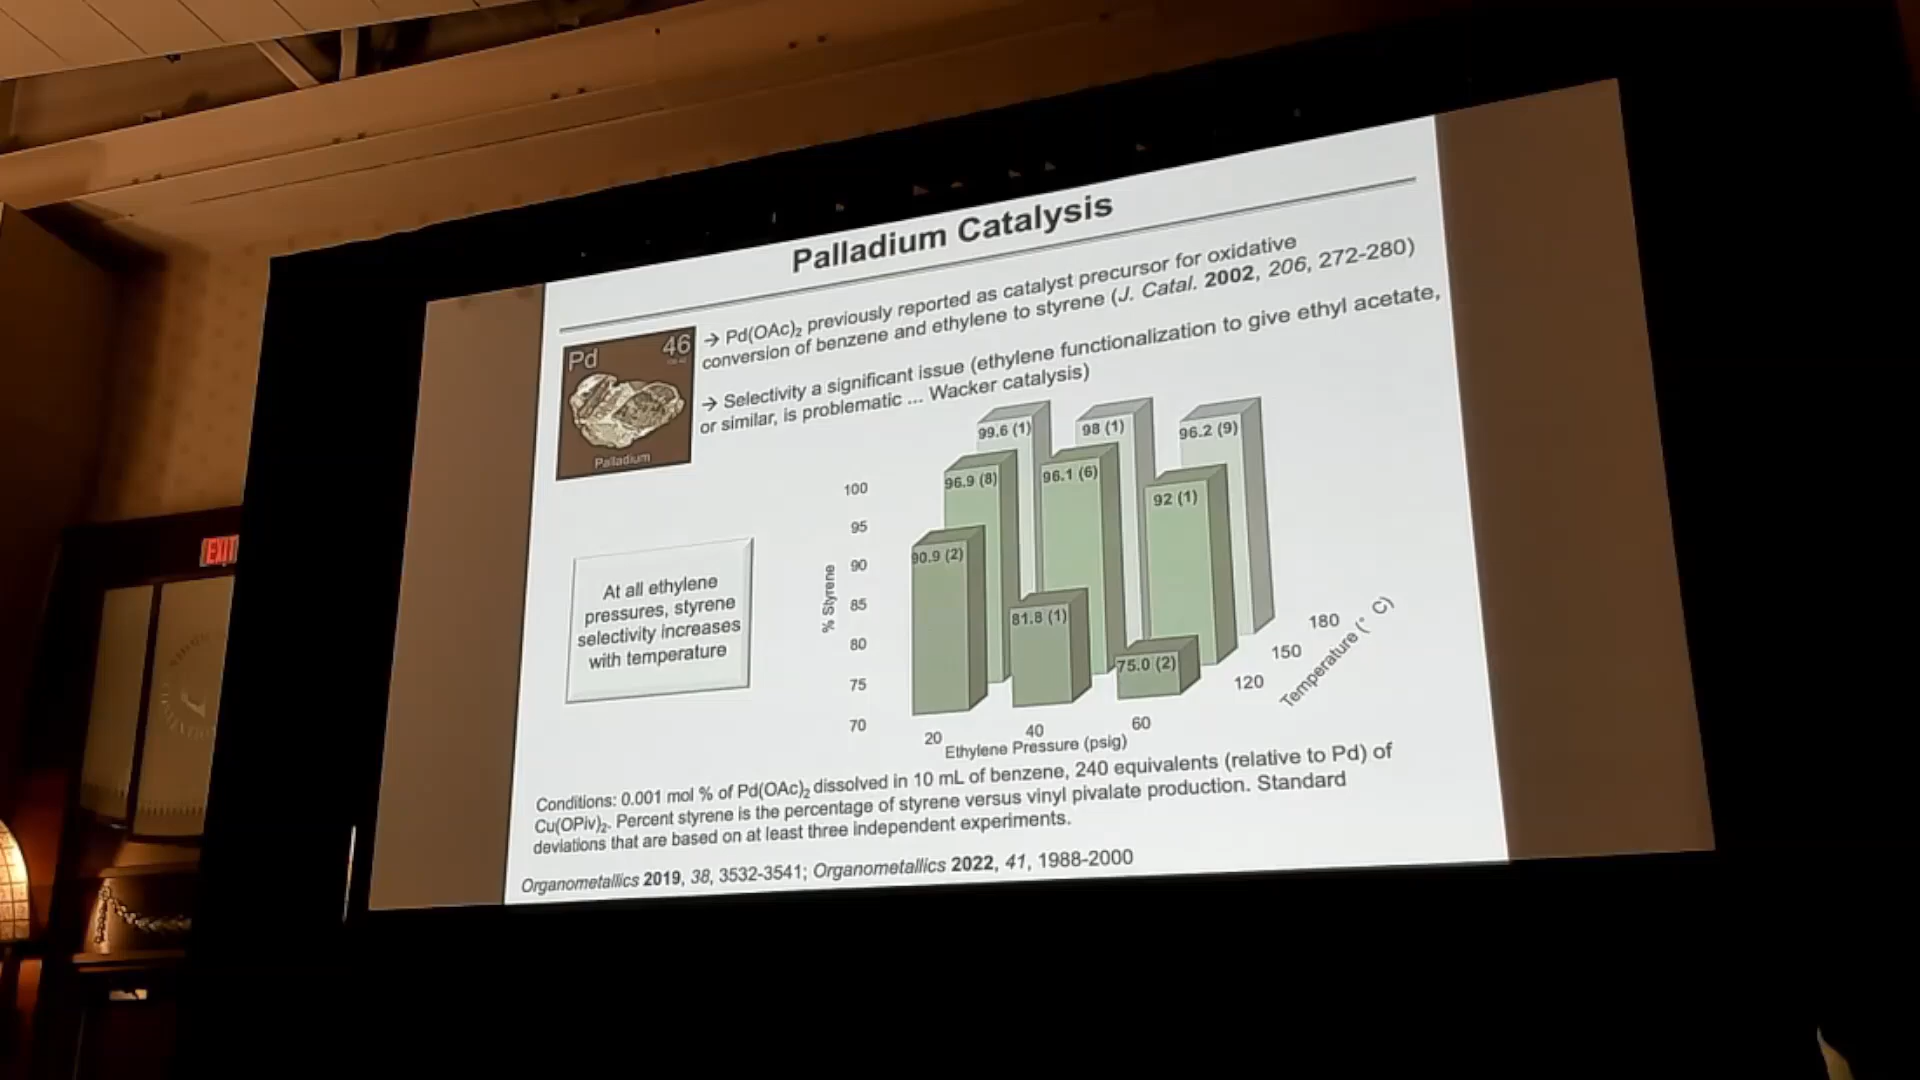 Palladium Catalysis
→ Pd(OAc)2 previously reported as catalyst precursor for oxidative
conversion of benzene and ethylene to styrene (J. Catal. 2002, 206, 272-280)
→ Selectivity a significant issue (ethylene functionalization to give ethyl acetate,
or similar, is problematic ... Wacker catalysis)
Pd 46
Palladium
At all ethylene
pressures, styrene
selectivity increases
with temperature
99.6 (1) 98 (1) 96.2 (9)
96.9 (8) 96.1 (6) 92 (1)
90.9 (2) 81.8 (1) 75.0 (2)
100
95
90
85
80
75
70
% Styrene
20 40 60
Ethylene Pressure (psig)
120 150 180
Temperature (° C)
Conditions: 0.001 mol % of Pd(OAc)2 dissolved in 10 mL of benzene, 240 equivalents (relative to Pd) of
Cu(OPiv)2. Percent styrene is the percentage of styrene versus vinyl pivalate production. Standard
deviations that are based on at least three independent experiments.
Organometallics 2019, 38, 3532-3541; Organometallics 2022, 41, 1988-2000
EXIT